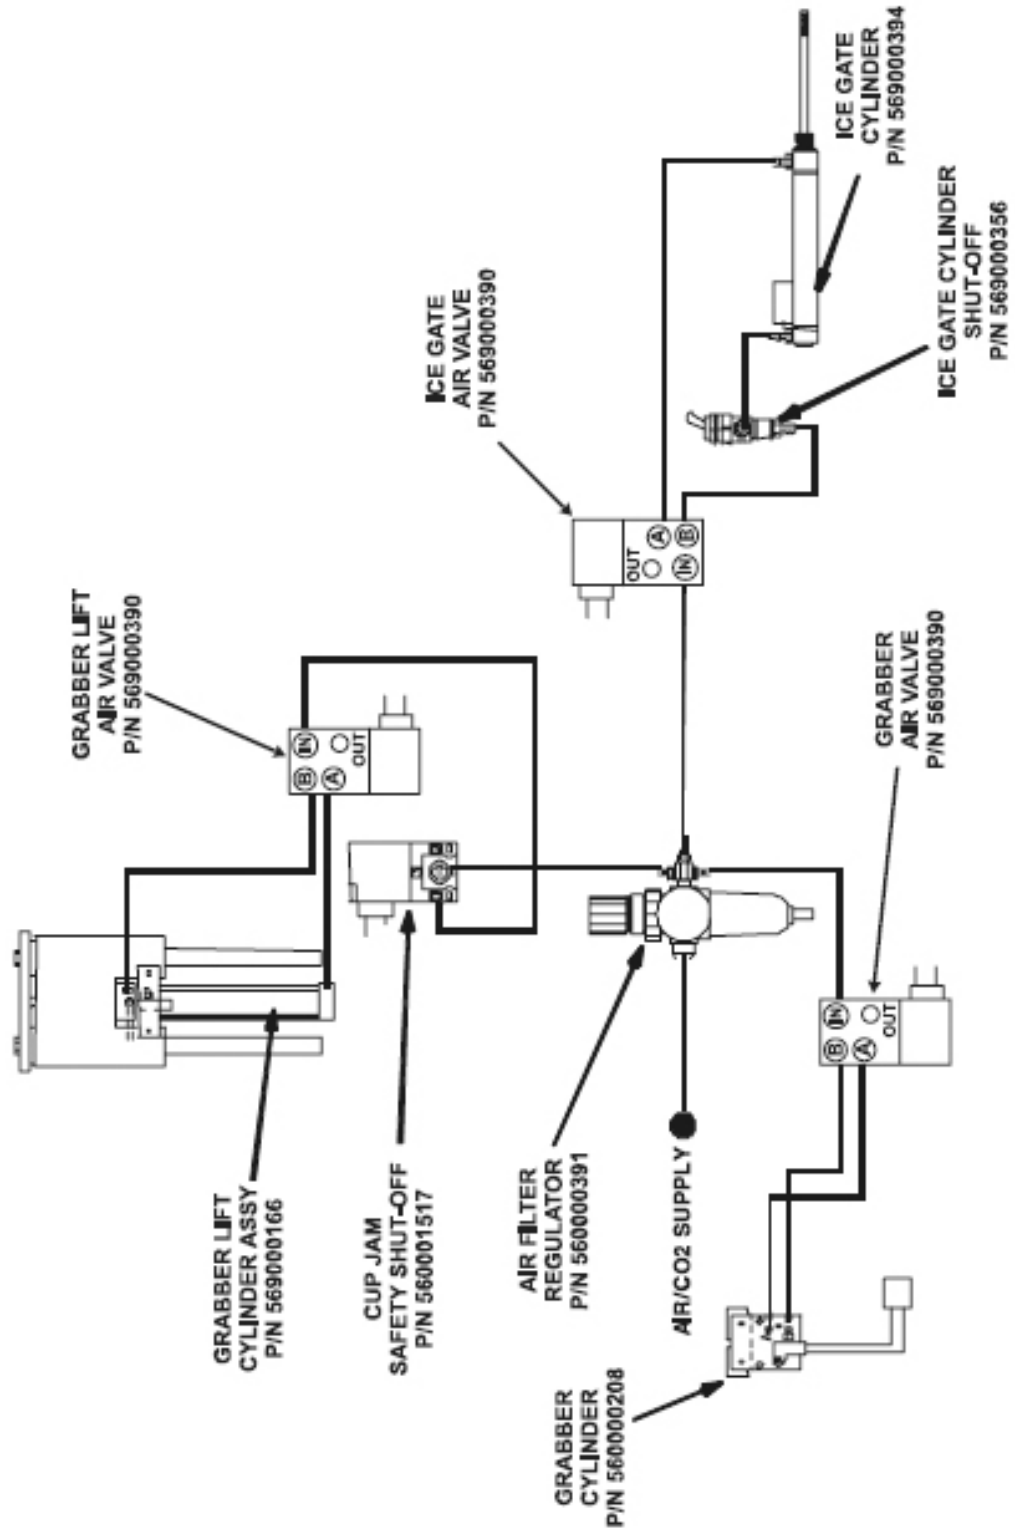 GRABBER LIFT
AIR VALVE
P/N 569000390
GRABBER LIFT
CYLINDER ASSY
P/N 569000166
B IN
A OUT
CUP JAM
SAFETY SHUT-OFF
P/N 560001517
ICE GATE
AIR VALVE
P/N 569000390
AIR FILTER
REGULATOR
P/N 560000391
GRABBER
CYLINDER
P/N 560000208
OUT A
IN B
AIR/CO2 SUPPLY
B IN
A OUT
ICE GATE
CYLINDER
P/N 569000394
GRABBER
AIR VALVE
P/N 569000390
ICE GATE CYLINDER
SHUT-OFF
P/N 569000356